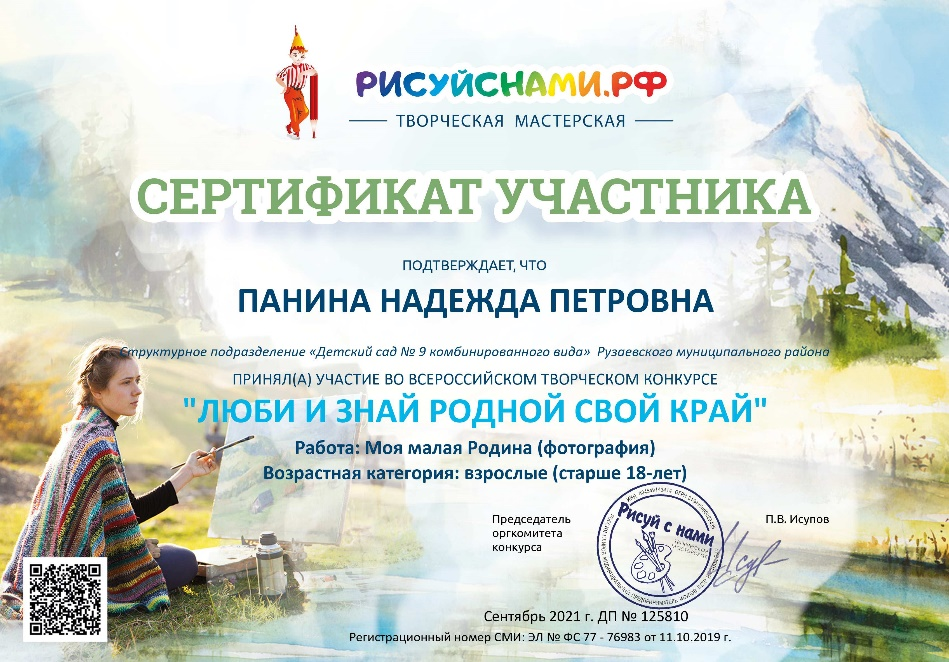 РИСУЙСНАМИ.РФ
ТВОРЧЕСКАЯ МАСТЕРСКАЯ
СЕРТИФИКАТ УЧАСТНИКА
ПОДТВЕРЖДАЕТ, ЧТО
ПАНИНА НАДЕЖДА ПЕТРОВНА
Структурное подразделение «Детский сад № 9 комбинированного вида» Рузаевского муниципального района
ПРИНЯЛ(А) УЧАСТИЕ ВО ВСЕРОССИЙСКОМ ТВОРЧЕСКОМ КОНКУРСЕ
"ЛЮБИ И ЗНАЙ РОДНОЙ СВОЙ КРАЙ"
Работа: Моя малая Родина (фотография)
Возрастная категория: взрослые (старше 18-лет)
Председатель
оргкомитета
конкурса
Рисуй с нами
П.В. Исупов
Сентябрь 2021 г. ДП № 125810
Регистрационный номер СМИ: ЭЛ № ФС 77 - 76983 от 11.10.2019 г.